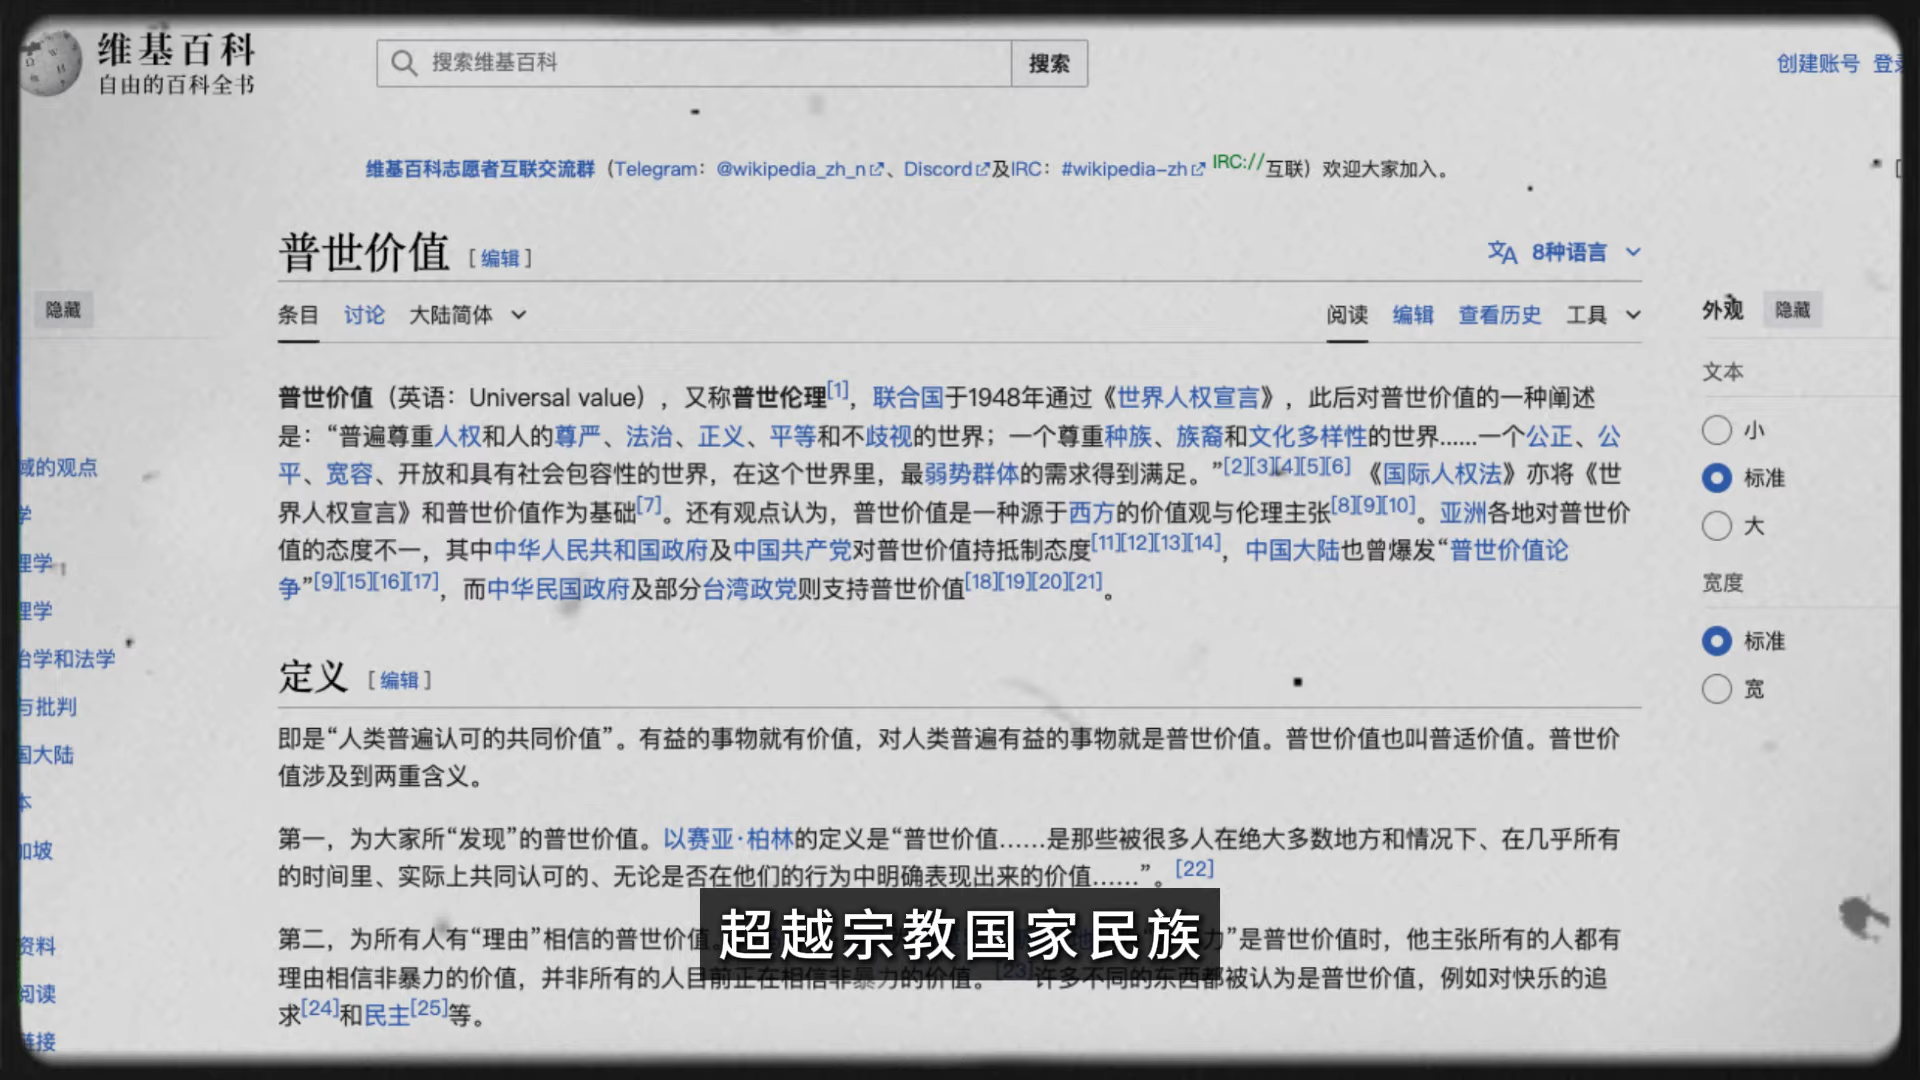 维基百科
自由的百科全书
搜索维基百科
搜索
创建账号
维基百科志愿者互联交流群（Telegram：@wikipedia_zh_n、Discord及IRC：#wikipedia-zh IRC://互联）欢迎大家加入。
普世价值 [编辑]
8种语言
隐藏
条目 讨论 大陆简体
阅读 编辑 查看历史 工具
外观 隐藏
文本
小
标准
大
宽度
标准
宽
普世价值（英语：Universal value），又称普世伦理[1]，联合国于1948年通过《世界人权宣言》，此后对普世价值的一种阐述
是：“普遍尊重人权和人的尊严、法治、正义、平等和不歧视的世界；一个尊重种族、族裔和文化多样性的世界……一个公正、公
平、宽容、开放和具有社会包容性的世界，在这个世界里，最弱势群体的需求得到满足。”[2][3][4][5][6]《国际人权法》亦将《世
界人权宣言》和普世价值作为基础[7]。还有观点认为，普世价值是一种源于西方的价值观与伦理主张[8][9][10]。亚洲各地对普世价
值的态度不一，其中中华人民共和国政府及中国共产党对普世价值持抵制态度[11][12][13][14]，中国大陆也曾爆发“普世价值论
争”[9][15][16][17]，而中华民国政府及部分台湾政党则支持普世价值[18][19][20][21]。
域的观点
学
理学
理学
治学和法学
与批判
国大陆
本
加坡
资料
阅读
链接
定义 [编辑]
即是“人类普遍认可的共同价值”。有益的事物就有价值，对人类普遍有益的事物就是普世价值。普世价值也叫普适价值。普世价
值涉及到两重含义。
第一，为大家所“发现”的普世价值。以赛亚·柏林的定义是“普世价值……是那些被很多人在绝大多数地方和情况下、在几乎所有
的时间里、实际上共同认可的、无论是否在他们的行为中明确表现出来的价值……”。[22]
第二，为所有人有“理由”相信的普世价值。力”是普世价值时，他主张所有的人都有
理由相信非暴力的价值，并非所有的人目前正在相信非暴力的价值。[23]许多不同的东西都被认为是普世价值，例如对快乐的追
求[24]和民主[25]等。
超越宗教国家民族